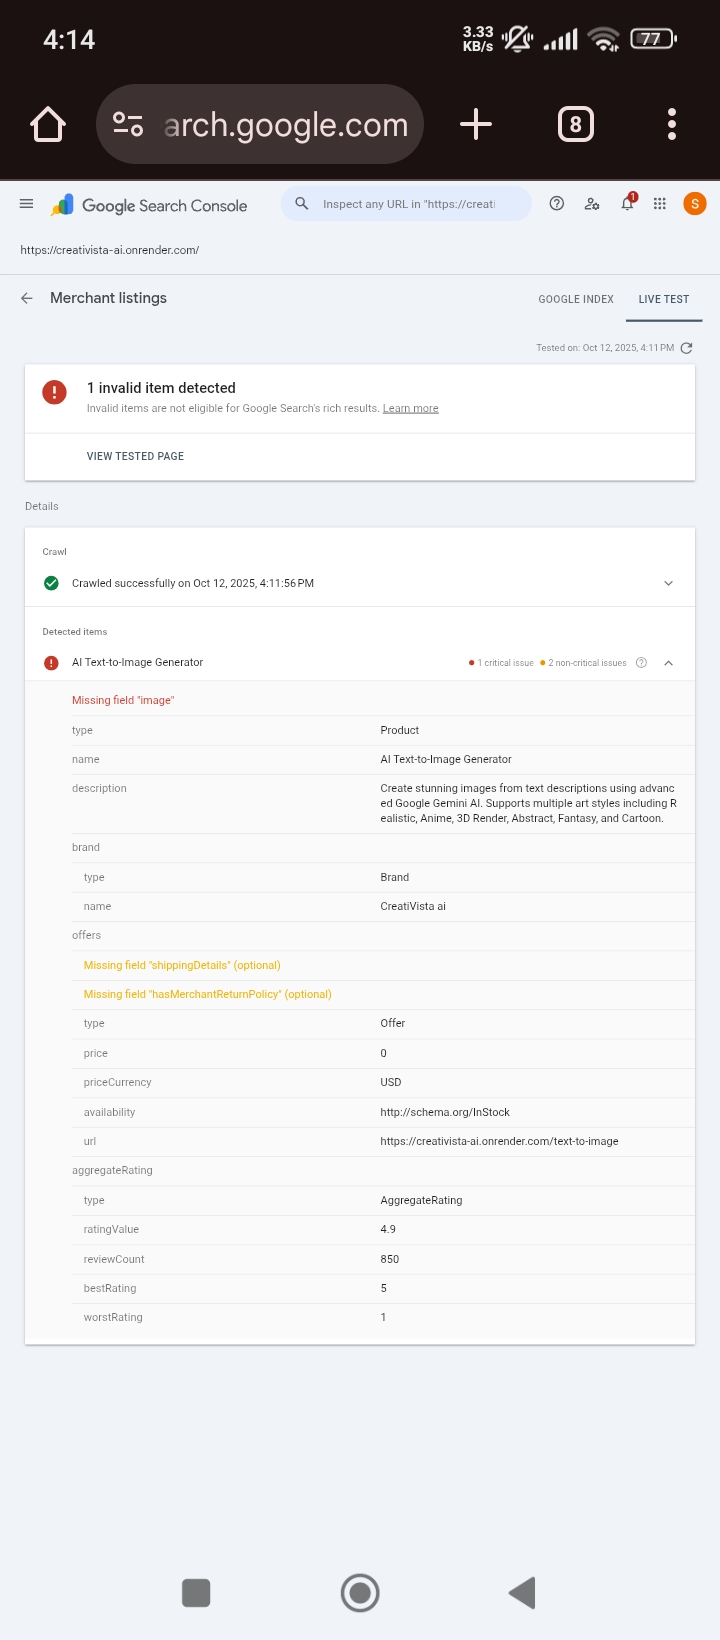 4:14
3.33
KB/s
77
arch.google.com
8
Google Search Console
Inspect any URL in "https://creati
1
S
https://creativista-ai.onrender.com/
Merchant listings
GOOGLE INDEX
LIVE TEST
Tested on: Oct 12, 2025, 4:11 PM
1 invalid item detected
Invalid items are not eligible for Google Search's rich results. Learn more
VIEW TESTED PAGE
Details
Crawl
Crawled successfully on Oct 12, 2025, 4:11:56 PM
Detected items
AI Text-to-Image Generator
1 critical issue
2 non-critical issues
Missing field "image"
type Product
name AI Text-to-Image Generator
description Create stunning images from text descriptions using advanc
ed Google Gemini AI. Supports multiple art styles including R
ealistic, Anime, 3D Render, Abstract, Fantasy, and Cartoon.
brand
type Brand
name CreatiVista ai
offers
Missing field "shippingDetails" (optional)
Missing field "hasMerchantReturnPolicy" (optional)
type Offer
price 0
priceCurrency USD
availability http://schema.org/InStock
url https://creativista-ai.onrender.com/text-to-image
aggregateRating
type AggregateRating
ratingValue 4.9
reviewCount 850
bestRating 5
worstRating 1